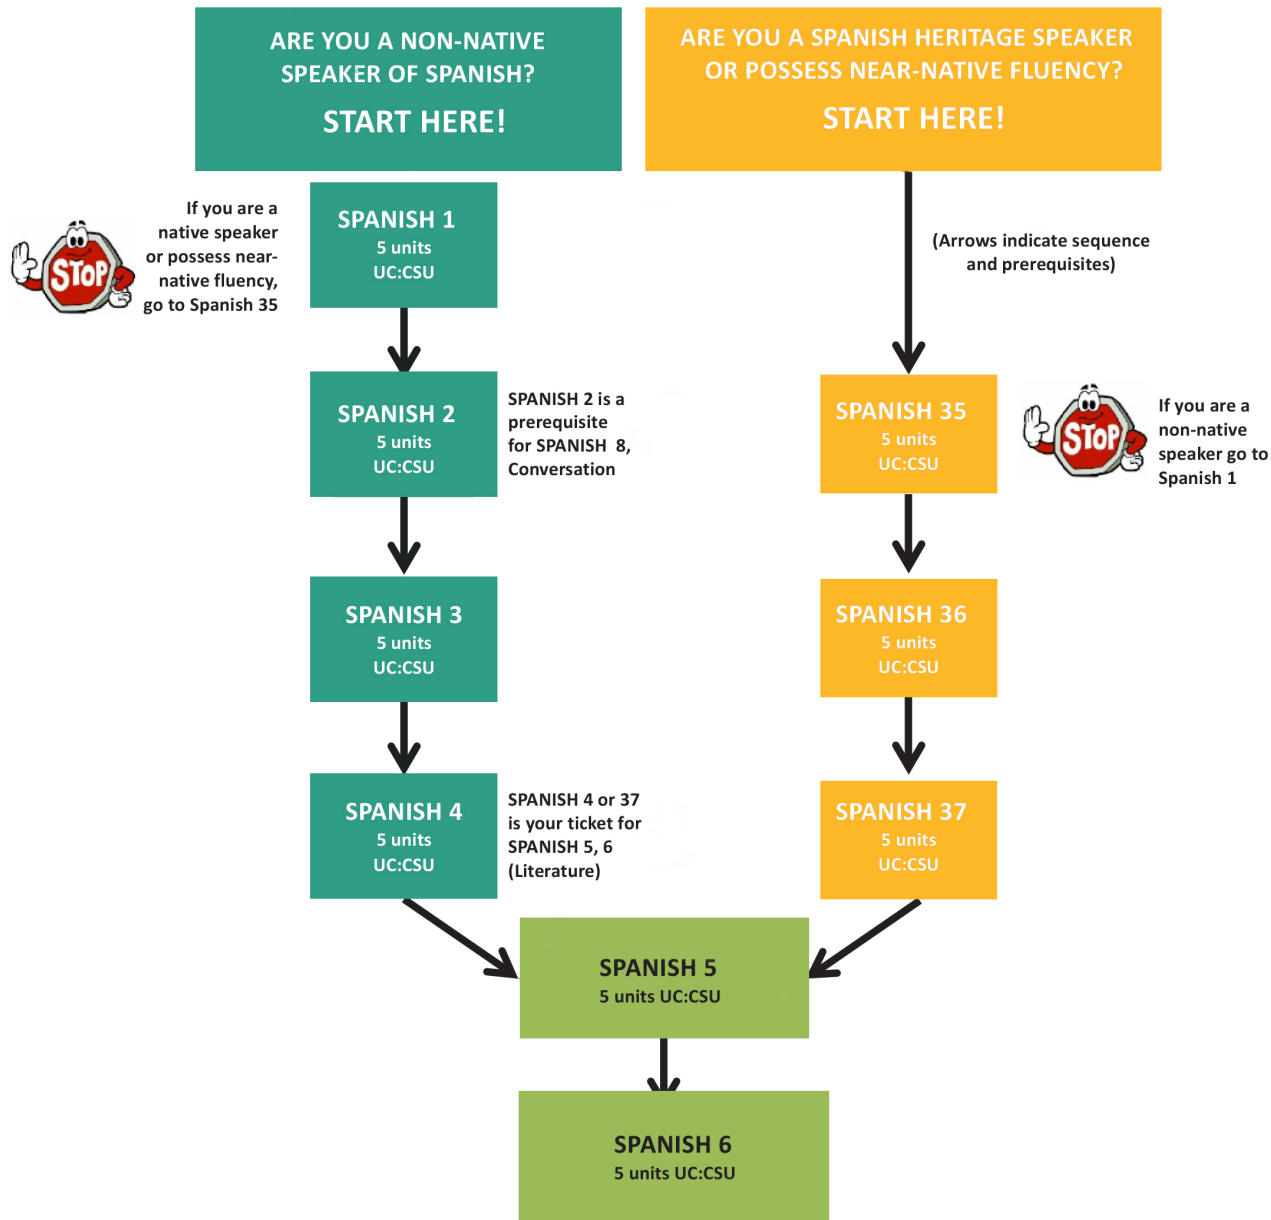 ARE YOU A NON-NATIVE
SPEAKER OF SPANISH?
START HERE!
ARE YOU A SPANISH HERITAGE SPEAKER
OR POSSESS NEAR-NATIVE FLUENCY?
START HERE!
If you are a
native speaker
or possess near-
native fluency,
go to Spanish 35
STOP
SPANISH 1
5 units
UC:CSU
(Arrows indicate sequence
and prerequisites)
SPANISH 2
5 units
UC:CSU
SPANISH 2 is a
prerequisite
for SPANISH 8,
Conversation
SPANISH 35
5 units
UC:CSU
STOP
If you are a
non-native
speaker go to
Spanish 1
SPANISH 3
5 units
UC:CSU
SPANISH 36
5 units
UC:CSU
SPANISH 4
5 units
UC:CSU
SPANISH 4 or 37
is your ticket for
SPANISH 5, 6
(Literature)
SPANISH 37
5 units
UC:CSU
SPANISH 5
5 units UC:CSU
SPANISH 6
5 units UC:CSU